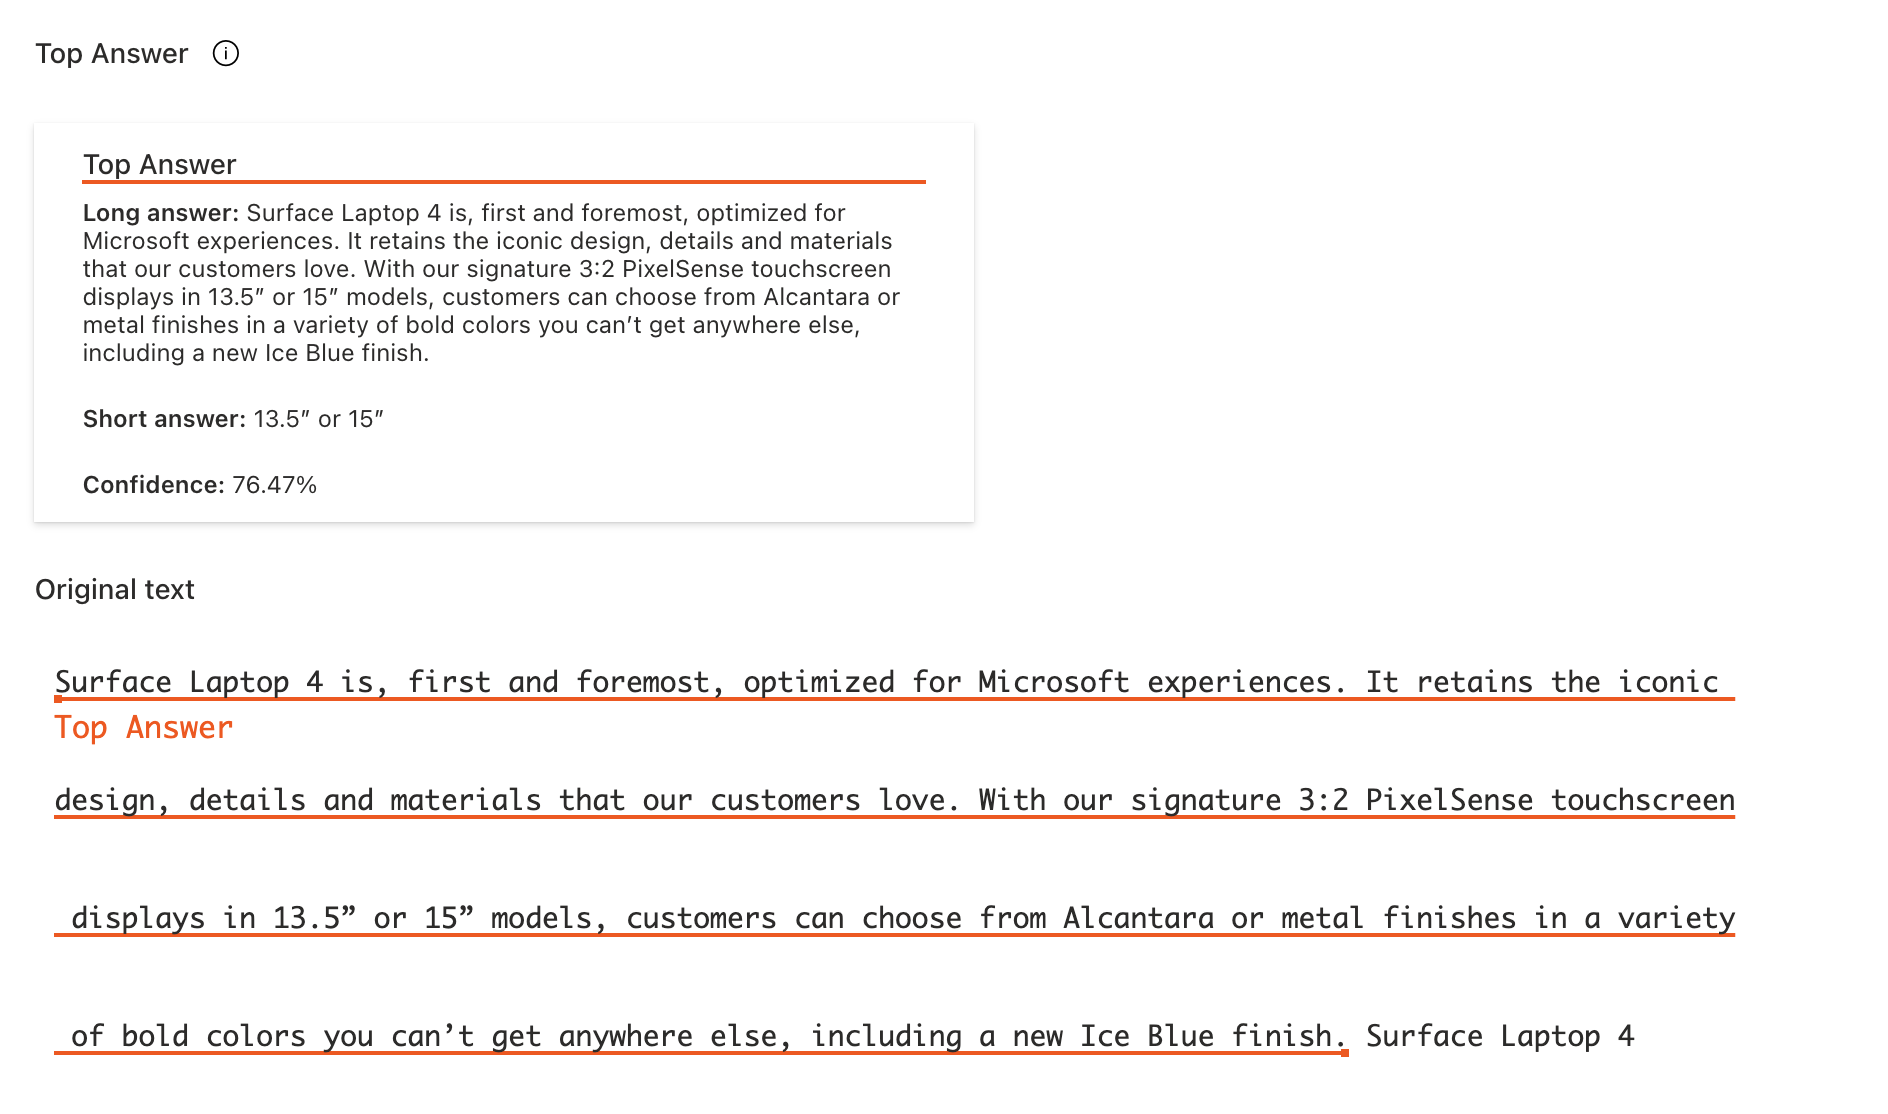 Top Answer
Top Answer
Long answer: Surface Laptop 4 is, first and foremost, optimized for
Microsoft experiences. It retains the iconic design, details and materials
that our customers love. With our signature 3:2 PixelSense touchscreen
displays in 13.5” or 15” models, customers can choose from Alcantara or
metal finishes in a variety of bold colors you can’t get anywhere else,
including a new Ice Blue finish.
Short answer: 13.5” or 15”
Confidence: 76.47%
Original text
Surface Laptop 4 is, first and foremost, optimized for Microsoft experiences. It retains the iconic
Top Answer
design, details and materials that our customers love. With our signature 3:2 PixelSense touchscreen
displays in 13.5” or 15” models, customers can choose from Alcantara or metal finishes in a variety
of bold colors you can’t get anywhere else, including a new Ice Blue finish. Surface Laptop 4